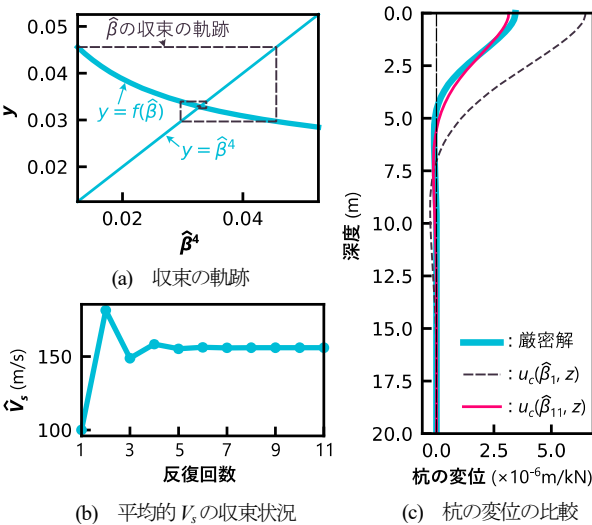 0.05
0.04
0.03
0.02
y
β̂の収束の軌跡
y = f(β̂)
y = β̂⁴
0.02 0.04
β̂⁴
(a) 収束の軌跡
150
100
V̂ₛ (m/s)
1 3 5 7 9 11
反復回数
(b) 平均的 Vₛの収束状況
0.0
2.5
5.0
7.5
10.0
12.5
15.0
17.5
20.0
深度 (m)
: 厳密解
: u_c(β̂₁, z)
: u_c(β̂₁₁, z)
0.0 2.5 5.0
杭の変位 (×10⁻⁶m/kN)
(c) 杭の変位の比較